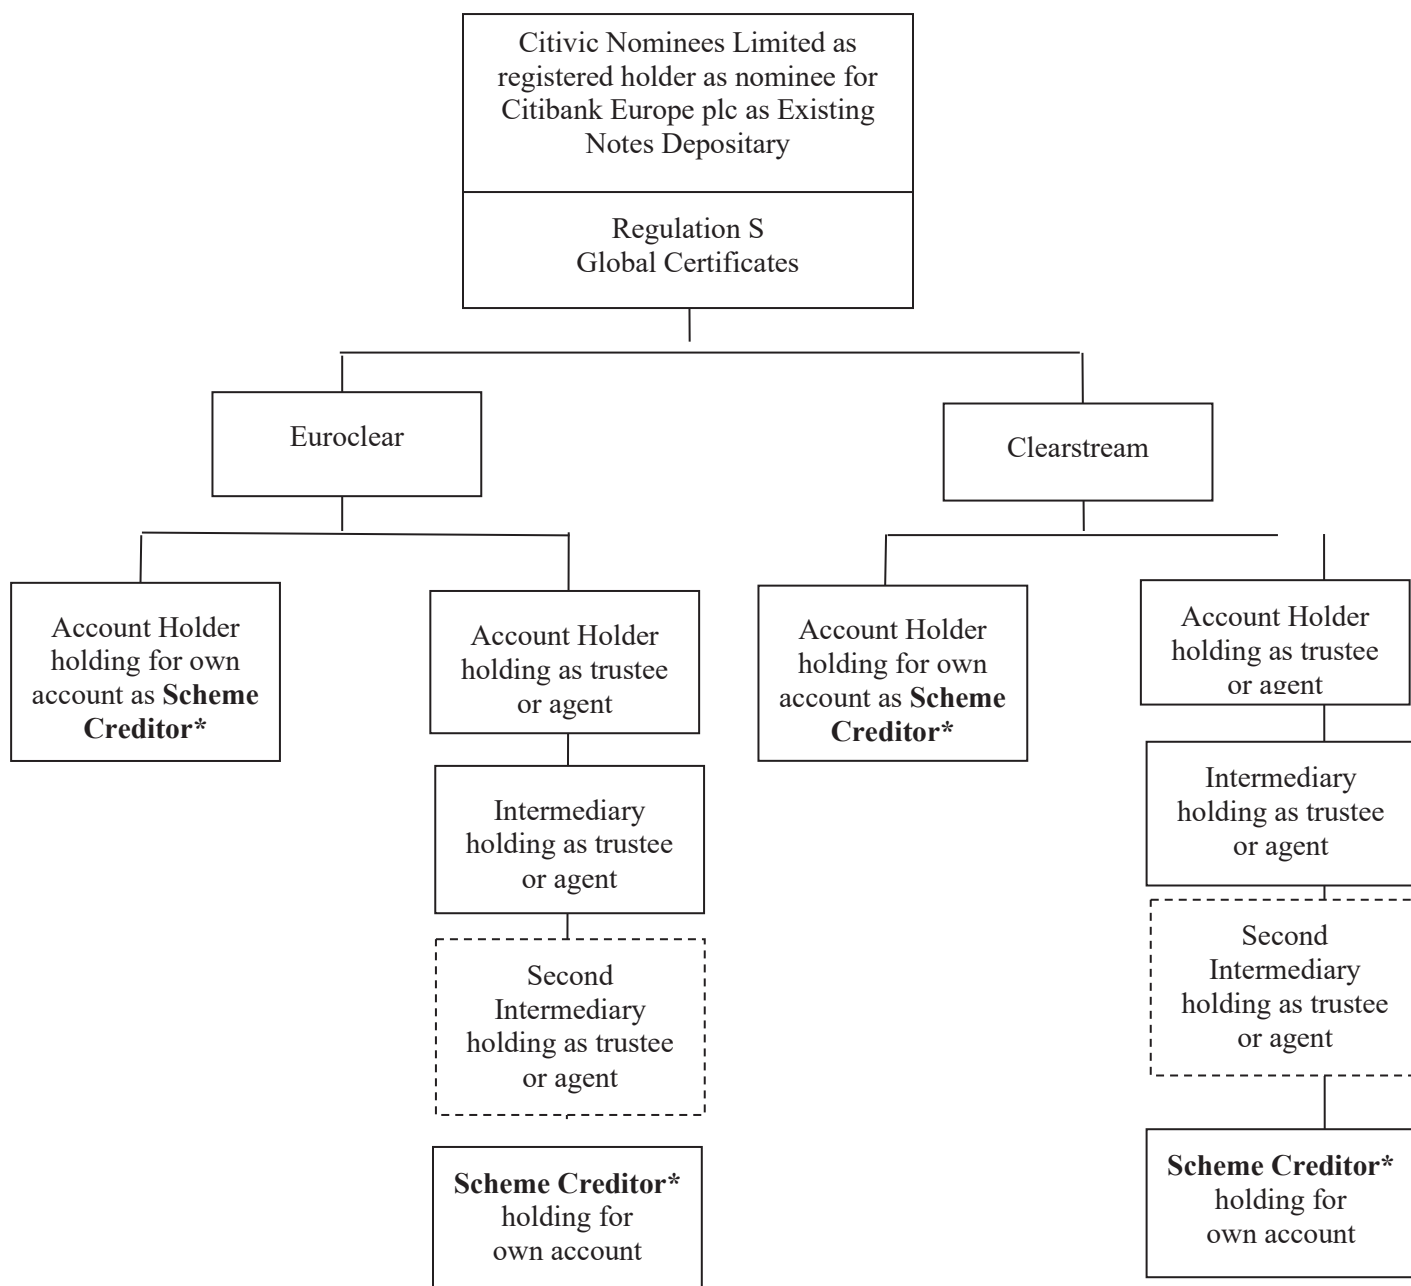 Citivic Nominees Limited as
registered holder as nominee for
Citibank Europe plc as Existing
Notes Depositary
Regulation S
Global Certificates
Euroclear
Clearstream
Account Holder
holding for own
account as Scheme
Creditor*
Account Holder
holding as trustee
or agent
Account Holder
holding for own
account as Scheme
Creditor*
Account Holder
holding as trustee
or agent
Intermediary
holding as trustee
or agent
Intermediary
holding as trustee
or agent
Second
Intermediary
holding as trustee
or agent
Second
Intermediary
holding as trustee
or agent
Scheme Creditor*
holding for
own account
Scheme Creditor*
holding for
own account